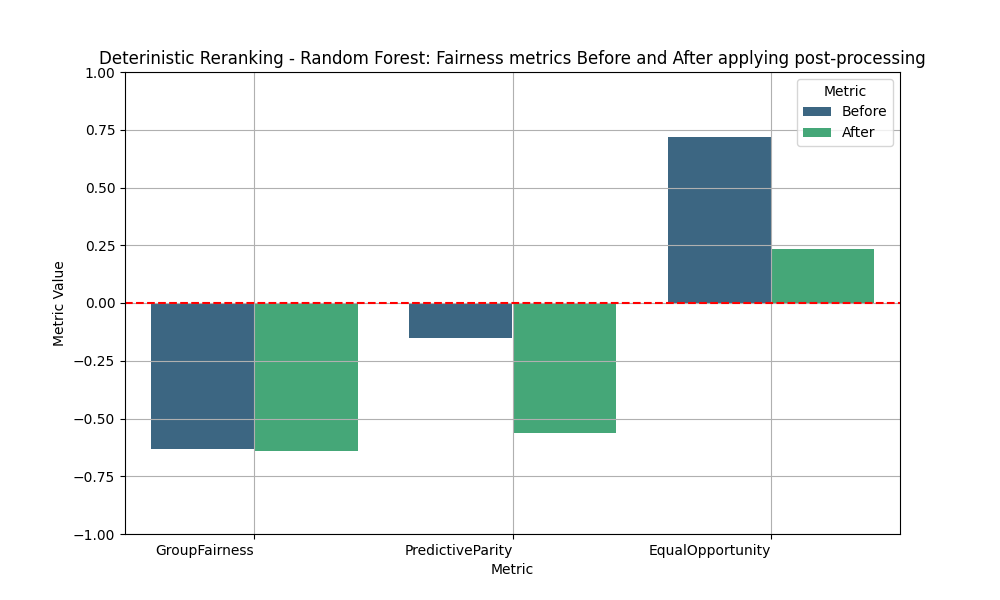 Deterinistic Reranking - Random Forest: Fairness metrics Before and After applying post-processing
1.00
0.75
0.50
0.25
0.00
−0.25
−0.50
−0.75
−1.00
Metric Value
Metric
Before
After
GroupFairness
PredictiveParity
EqualOpportunity
Metric